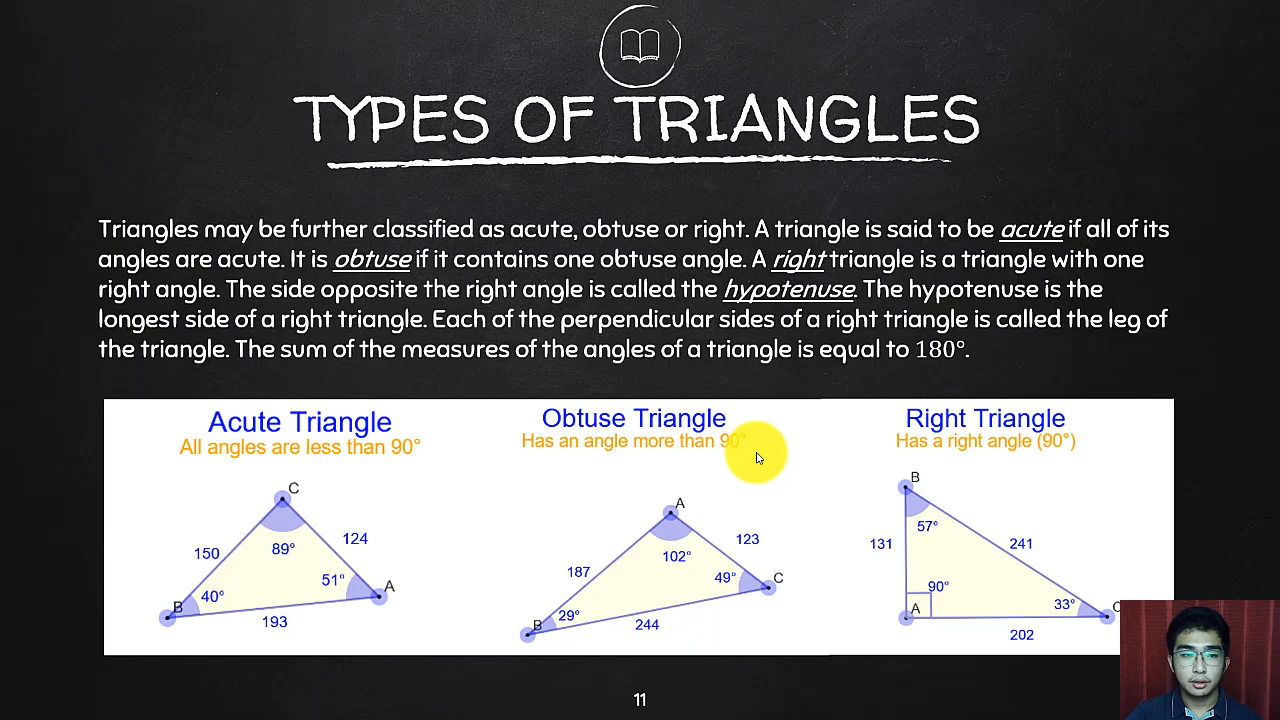 TYPES OF TRIANGLES
Triangles may be further classified as acute, obtuse or right. A triangle is said to be acute if all of its
angles are acute. It is obtuse if it contains one obtuse angle. A right triangle is a triangle with one
right angle. The side opposite the right angle is called the hypotenuse. The hypotenuse is the
longest side of a right triangle. Each of the perpendicular sides of a right triangle is called the leg of
the triangle. The sum of the measures of the angles of a triangle is equal to 180°.
Acute Triangle
All angles are less than 90°
C
150
124
89°
51°
A
B
40°
193
Obtuse Triangle
Has an angle more than 90°
A
187
123
102°
49°
C
B
29°
244
Right Triangle
Has a right angle (90°)
B
57°
131
241
90°
A
33°
C
202
11